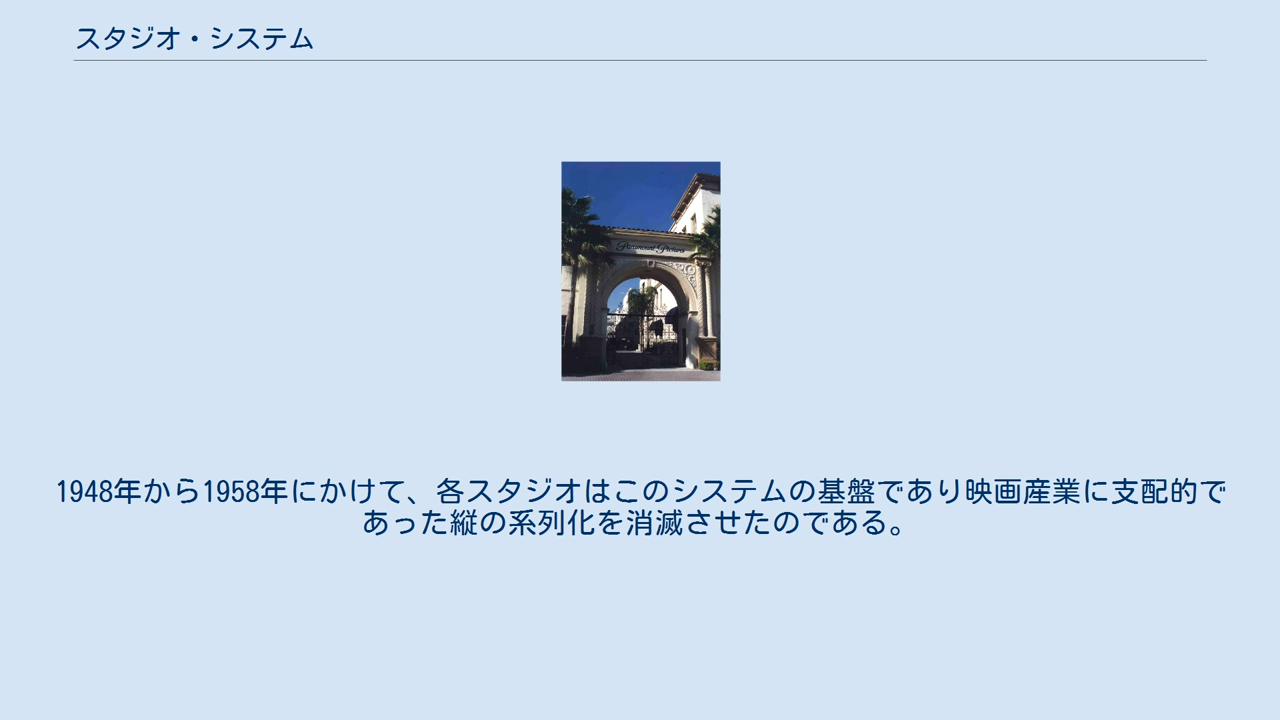 スタジオ・システム
Paramount Pictures
1948年から1958年にかけて、各スタジオはこのシステムの基盤であり映画産業に支配的で
あった縦の系列化を消滅させたのである。